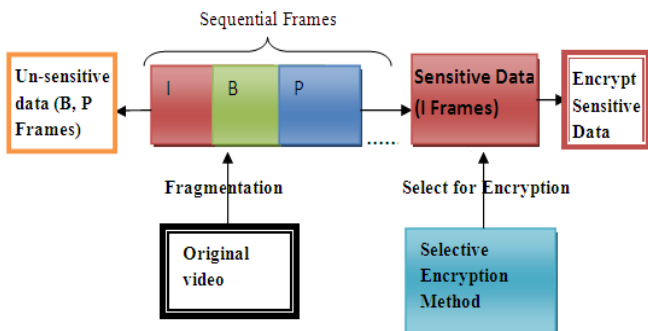 Sequential Frames
Un-sensitive
data (B, P
Frames)
I B P
......
Sensitive Data
(I Frames)
Encrypt
Sensitive
Data
Fragmentation
Select for Encryption
Original
video
Selective
Encryption
Method